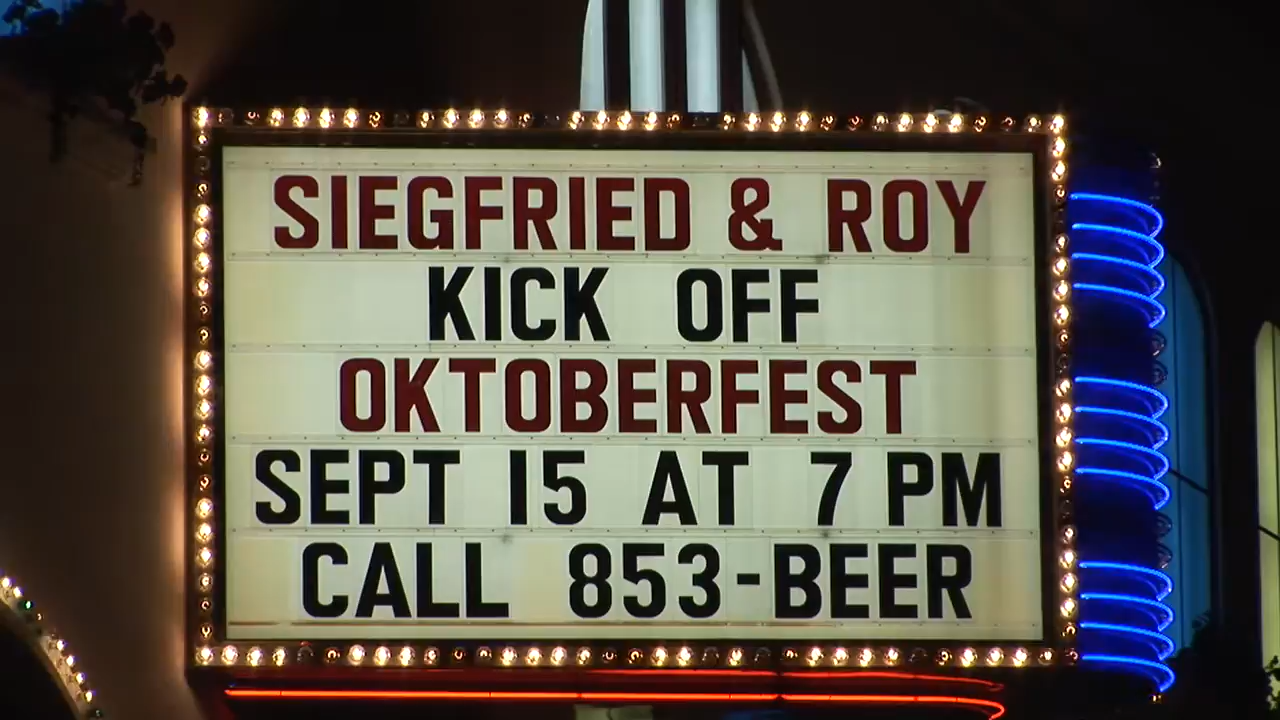 SIEGFRIED & ROY
KICK OFF
OKTOBERFEST
SEPT 15 AT 7 PM
CALL 853-BEER